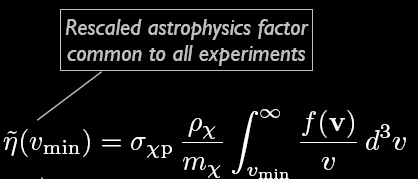 Rescaled astrophysics factor
common to all experiments
η̃(v_min) = σ_χp ρ_χ/m_χ ∫_{v_min}^∞ f(𝐯)/v d³v